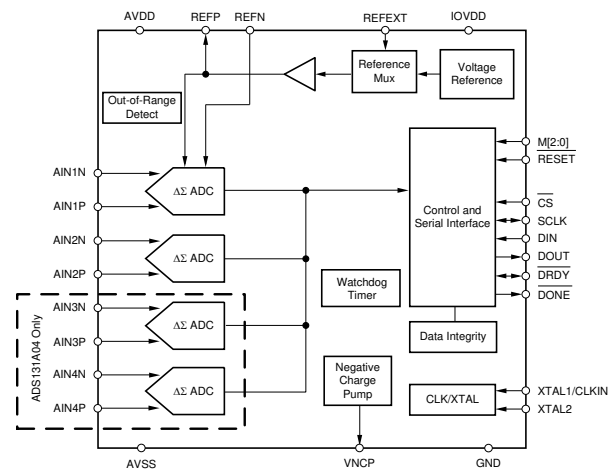 AVDD
REFP
REFN
REFEXT
IOVDD
Reference
Mux
Voltage
Reference
Out-of-Range
Detect
M[2:0]
RESET
AIN1N
ΔΣ ADC
AIN1P
Control and
Serial Interface
CS
SCLK
DIN
DOUT
DRDY
DONE
AIN2N
ΔΣ ADC
AIN2P
Watchdog
Timer
ADS131A04 Only
AIN3N
ΔΣ ADC
AIN3P
Data Integrity
AIN4N
ΔΣ ADC
AIN4P
Negative
Charge
Pump
CLK/XTAL
XTAL1/CLKIN
XTAL2
AVSS
VNCP
GND